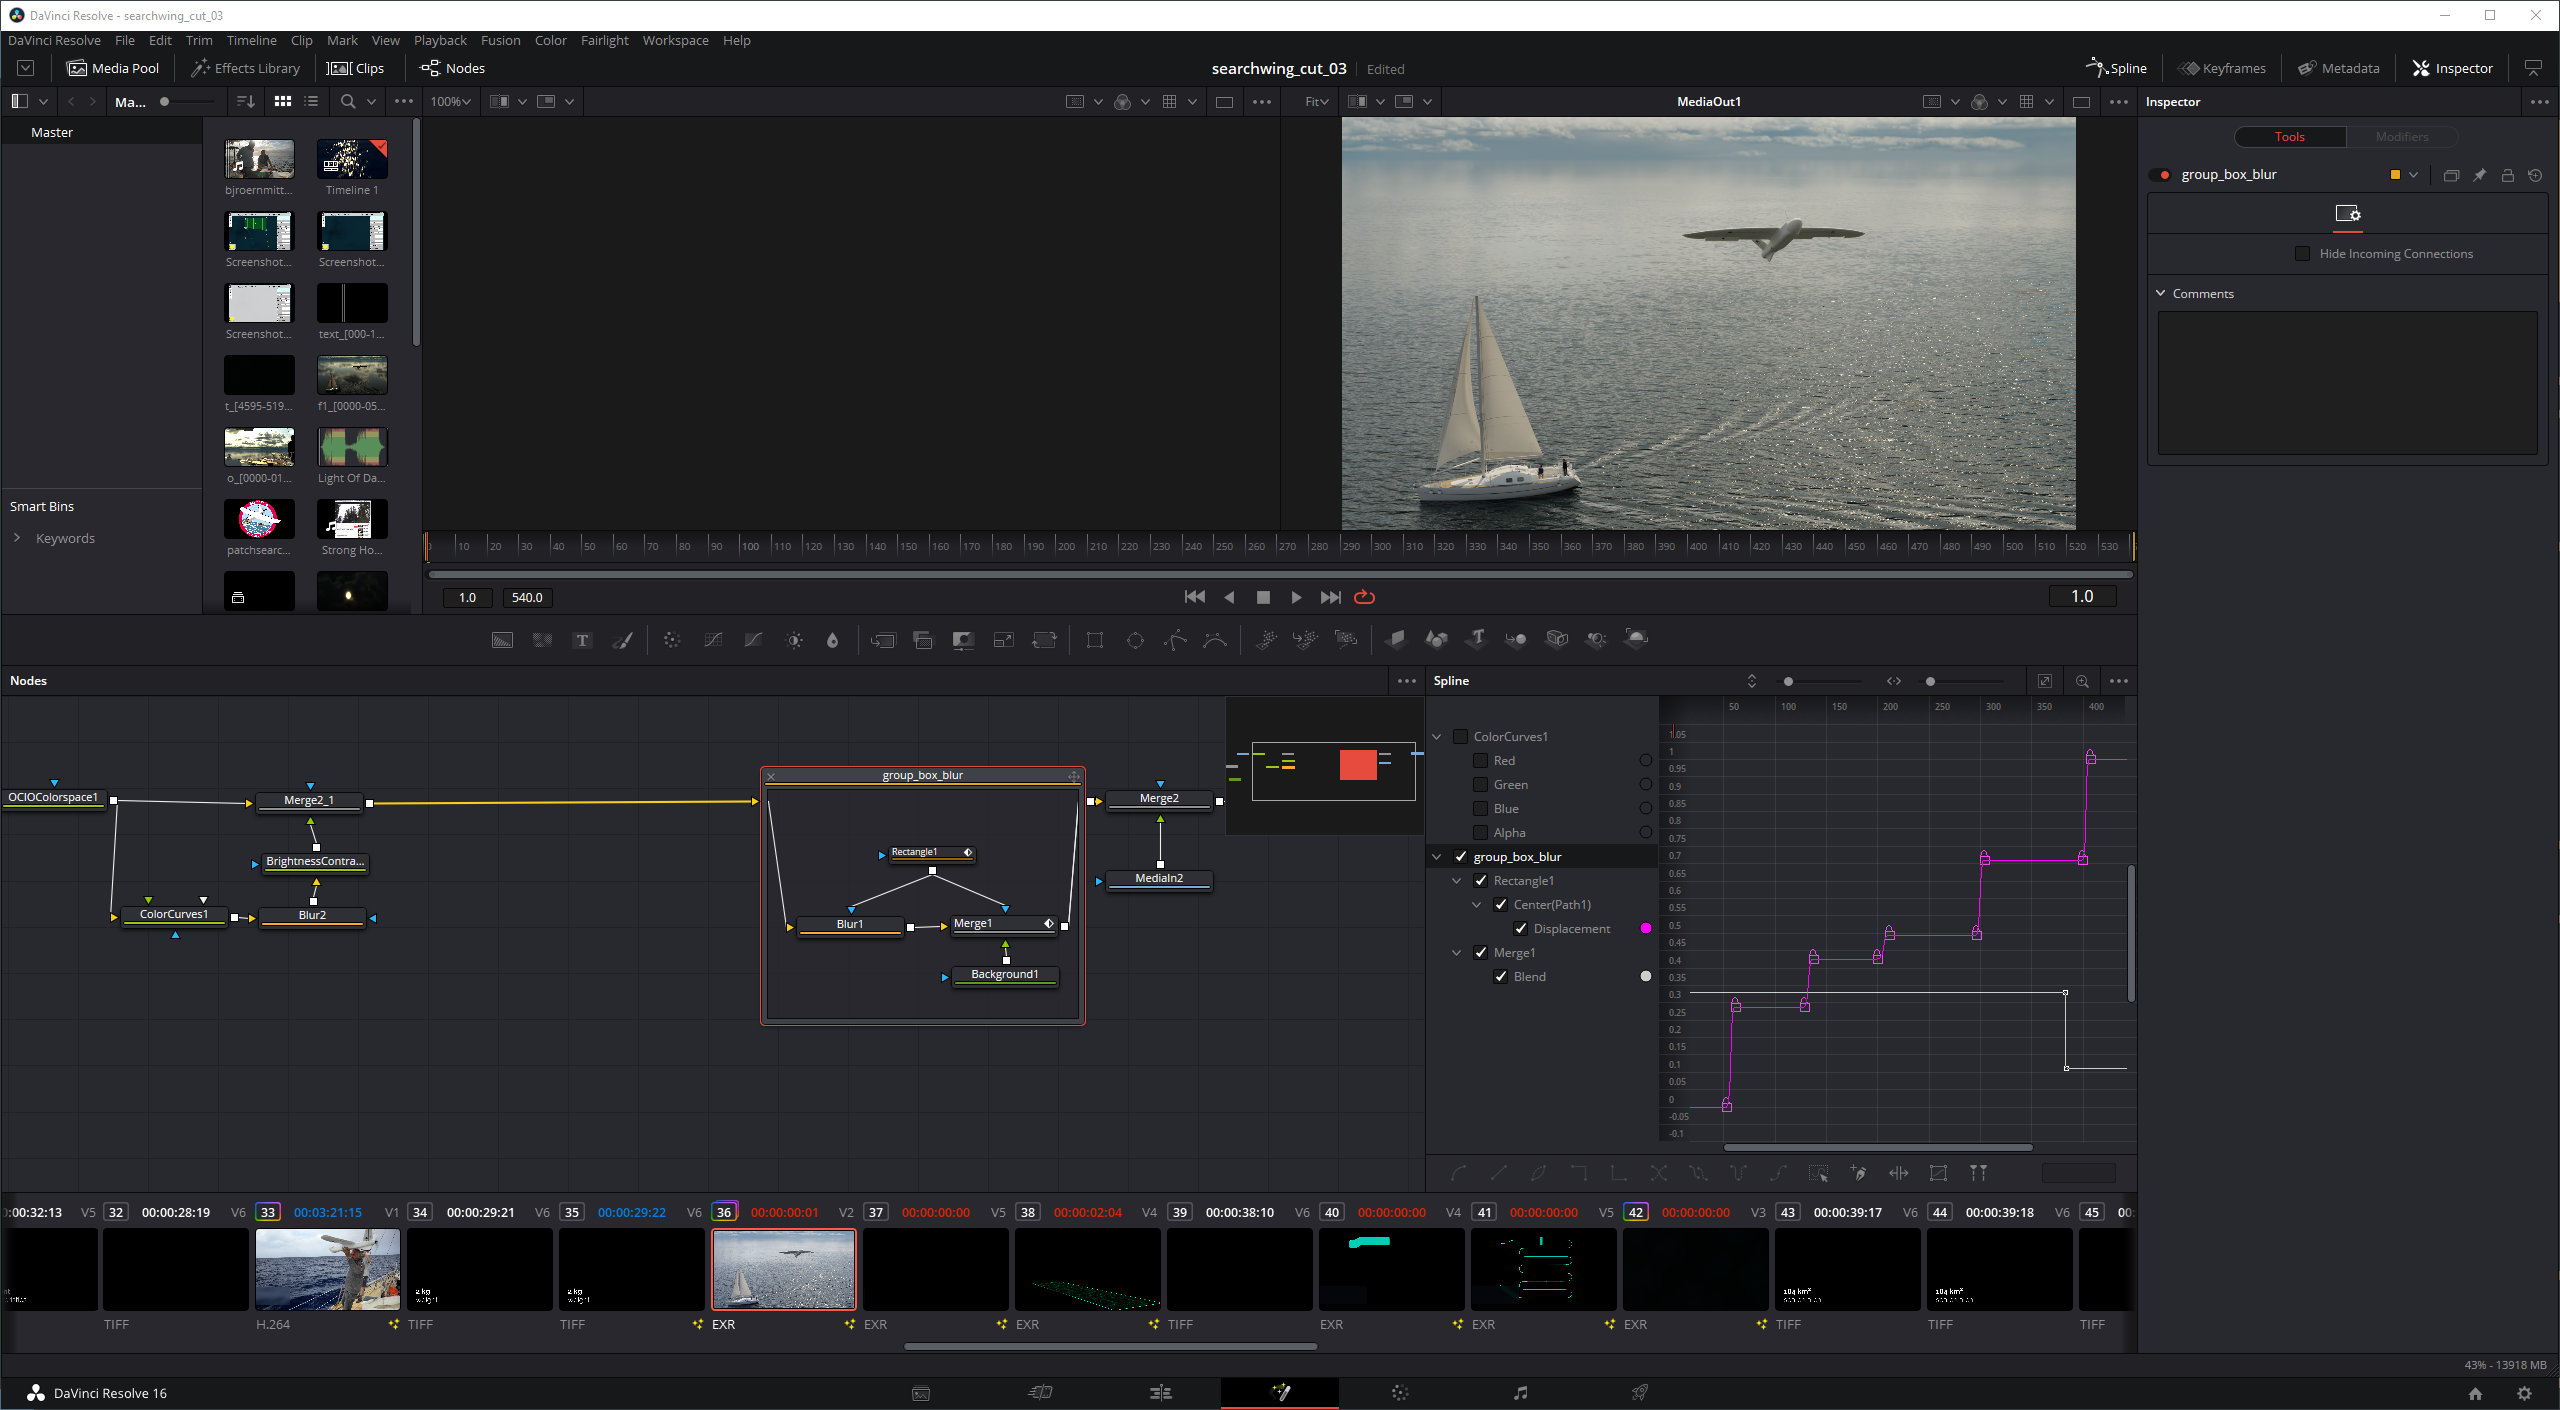 DaVinci Resolve - searchwing_cut_03
DaVinci Resolve File Edit Trim Timeline Clip Mark View Playback Fusion Color Fairlight Workspace Help
Media Pool Effects Library Clips Nodes searchwing_cut_03 Edited Spline Keyframes Metadata Inspector
Ma... 100% Fit MediaOut1 Inspector
Master
Tools Modifiers
group_box_blur
Hide Incoming Connections
Comments
bjroernmitt... Timeline 1
Screenshot... Screenshot...
Screenshot... text_[000-1...
t_[4595-519... f1_[0000-05...
o_[0000-01... Light Of Da...
Smart Bins
Keywords
patchsearc... Strong Ho...
10 20 30 40 50 60 70 80 90 100 110 120 130 140 150 160 170 180 190 200 210 220 230 240 250 260 270 280 290 300 310 320 330 340 350 360 370 380 390 400 410 420 430 440 450 460 470 480 490 500 510 520 530
1.0 540.0 1.0
Nodes
OCIOColorspace1
Merge2_1
BrightnessContra...
ColorCurves1
Blur2
group_box_blur
Rectangle1
Blur1
Merge1
Background1
Merge2
MediaIn2
Spline
50 100 150 200 250 300 350 400
ColorCurves1
Red
Green
Blue
Alpha
group_box_blur
Rectangle1
Center(Path1)
Displacement
Merge1
Blend
1.05
1
0.95
0.9
0.85
0.8
0.75
0.7
0.65
0.6
0.55
0.5
0.45
0.4
0.35
0.3
0.25
0.2
0.15
0.1
0.05
0
-0.05
-0.1
:00:32:13 V5 32 00:00:28:19 V6 33 00:03:21:15 V1 34 00:00:29:21 V6 35 00:00:29:22 V6 36 00:00:00:01 V2 37 00:00:00:00 V5 38 00:00:02:04 V4 39 00:00:38:10 V6 40 00:00:00:00 V4 41 00:00:00:00 V5 42 00:00:00:00 V3 43 00:00:39:17 V6 44 00:00:39:18 V6 45 00:
2 kg
weight
2 kg
weight
184 km²
184 km²
TIFF H.264 TIFF TIFF EXR EXR EXR TIFF EXR EXR EXR TIFF TIFF TIFF
43% - 13918 MB
DaVinci Resolve 16